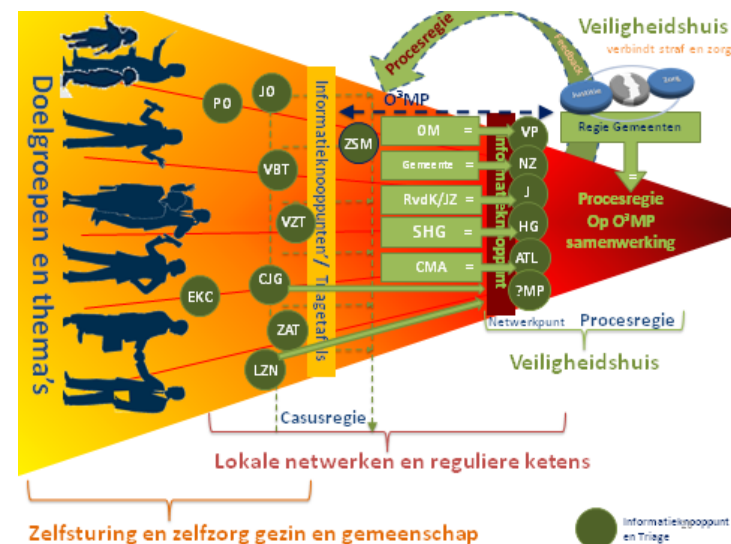 Veiligheidshuis
verbindt straf en zorg
Procesregie
Feedback
Justitie
Zorg
Regie Gemeenten
=
Procesregie
Op O³MP
samenwerking
Doelgroepen en thema's
PO
JO
VBT
VZT
CJG
EKC
ZAT
LZN
Informatieknooppunten'/ Triagetafels
O³MP
ZSM
OM =
Gemeente =
RvdK/JZ =
SHG =
CMA =
Informatieknooppunt
VP
NZ
J
HG
ATL
?MP
Netwerkpunt Procesregie
Veiligheidshuis
Casusregie
Lokale netwerken en reguliere ketens
Zelfsturing en zelfzorg gezin en gemeenschap
Informatieknooppunt
en Triage